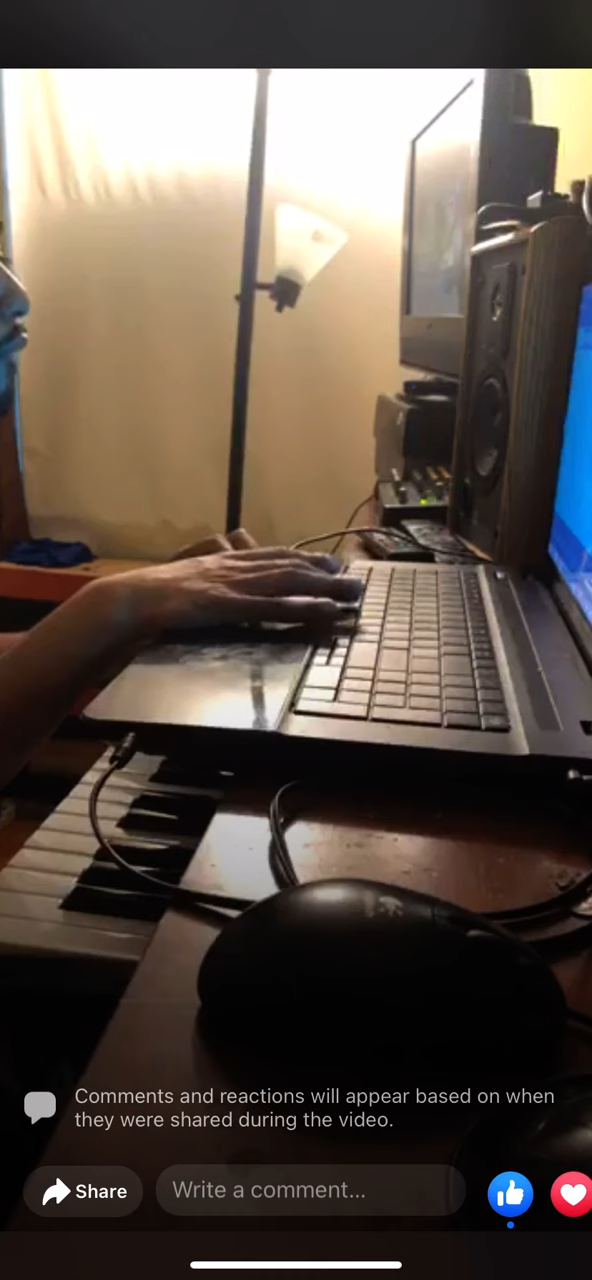 Comments and reactions will appear based on when
they were shared during the video.
Share
Write a comment...